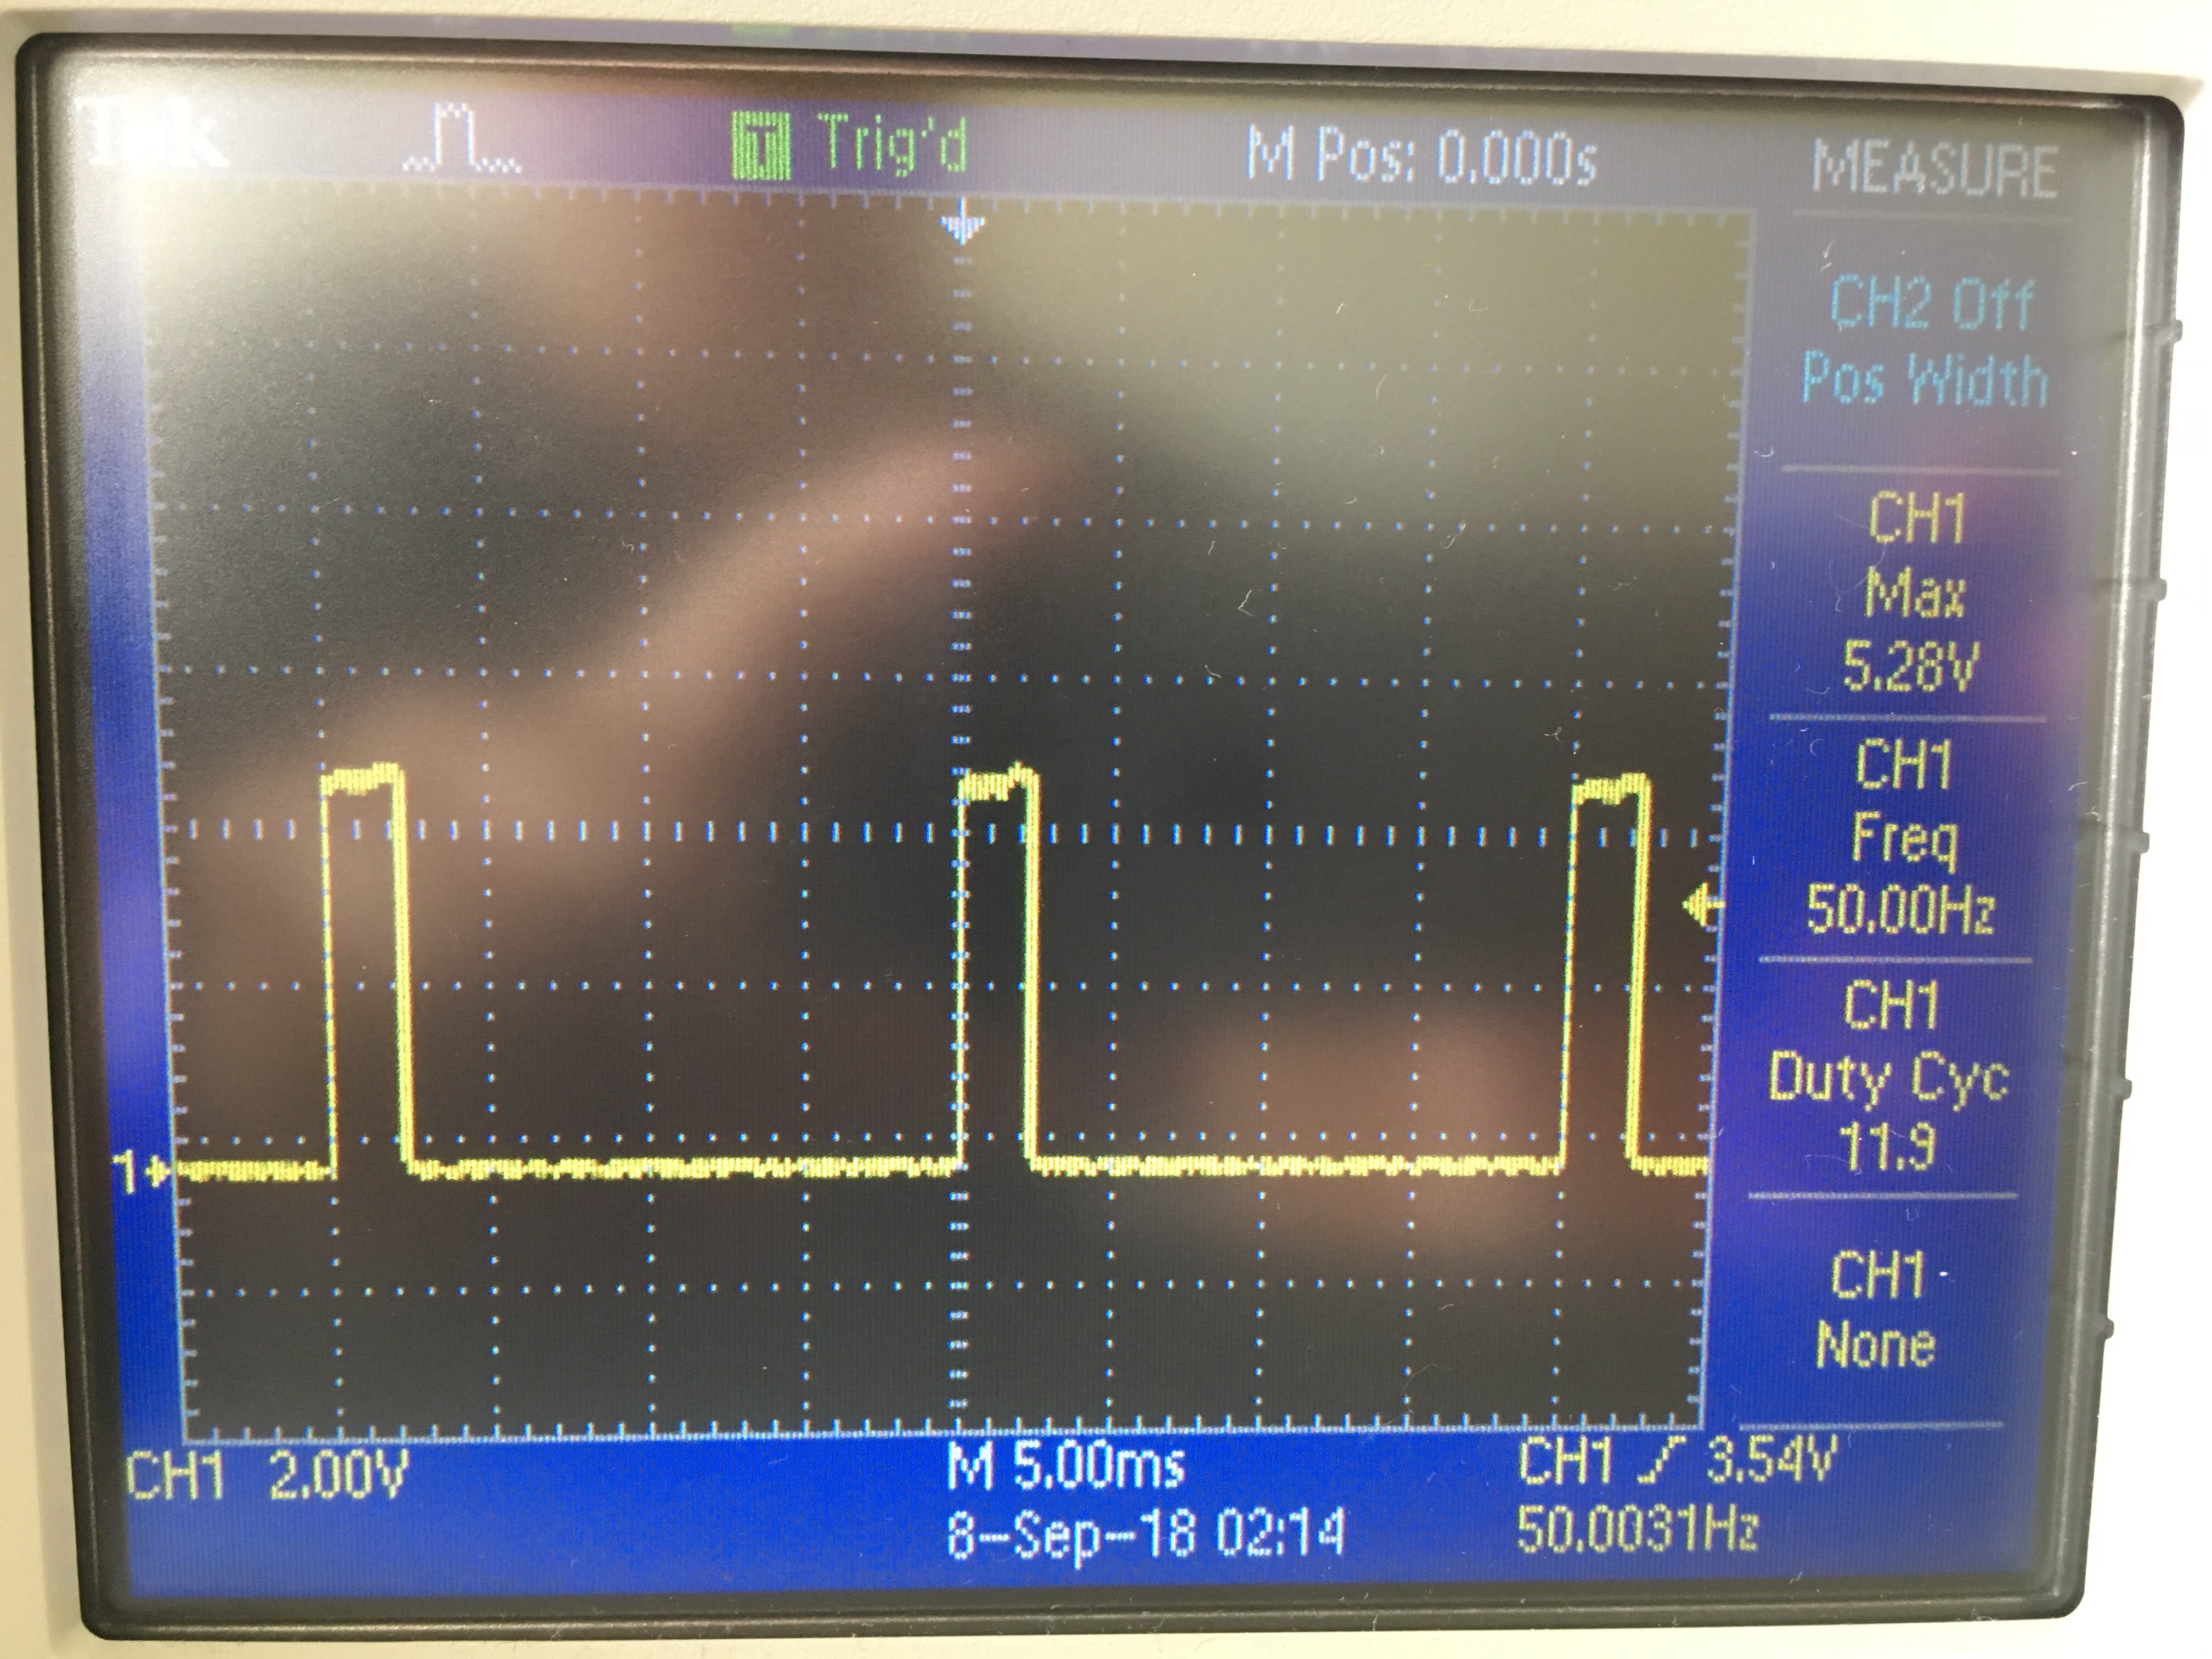 Tek Trig'd M Pos: 0.000s MEASURE
CH2 Off
Pos Width
CH1
Max
5.28V
CH1
Freq
50.00Hz
CH1
Duty Cyc
11.9
CH1
None
1
CH1 2.00V M 5.00ms CH1 3.54V
8-Sep-18 02:14 50.0031Hz